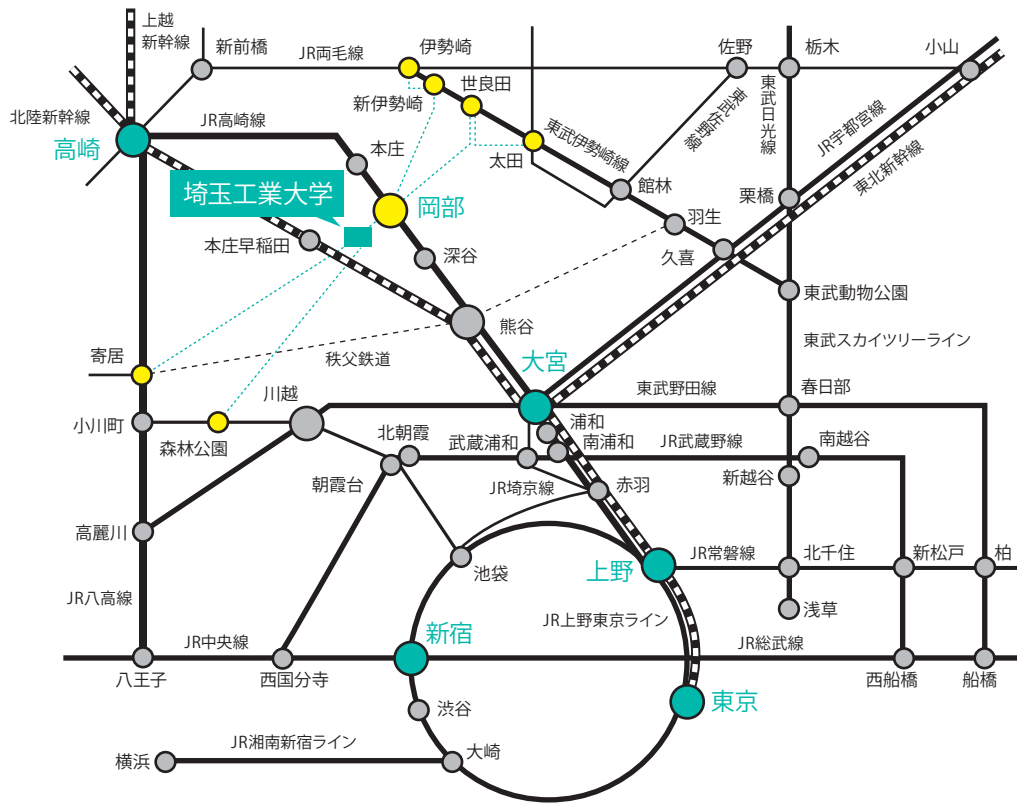 上越
新幹線
新前橋
JR両毛線
伊勢崎
佐野
栃木
小山
北陸新幹線
新伊勢崎
世良田
東武佐野線
東武日光線
JR宇都宮線
東北新幹線
高崎
JR高崎線
本庄
太田
東武伊勢崎線
館林
栗橋
埼玉工業大学
岡部
羽生
久喜
本庄早稲田
深谷
東武動物公園
熊谷
東武スカイツリーライン
寄居
秩父鉄道
大宮
川越
東武野田線
春日部
小川町
森林公園
北朝霞
武蔵浦和
浦和
南浦和
JR武蔵野線
南越谷
朝霞台
JR埼京線
赤羽
新越谷
高麗川
池袋
上野
JR常磐線
北千住
新松戸
柏
JR八高線
浅草
JR上野東京ライン
新宿
JR中央線
JR総武線
八王子
西国分寺
西船橋
船橋
渋谷
東京
JR湘南新宿ライン
大崎
横浜